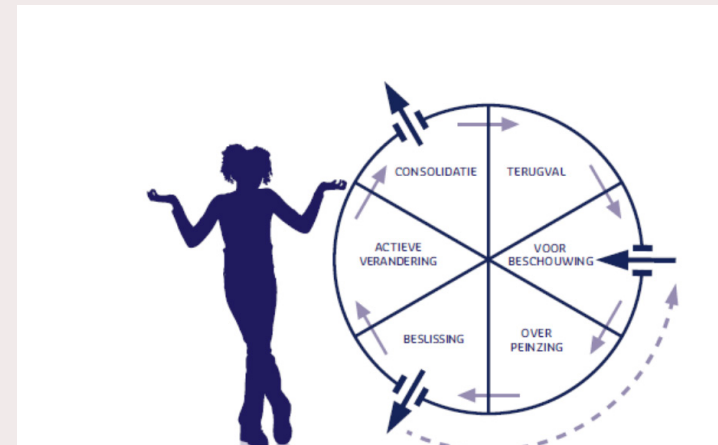 CONSOLIDATIE
TERUGVAL
ACTIEVE
VERANDERING
VOOR
BESCHOUWING
BESLISSING
OVER
PEINZING